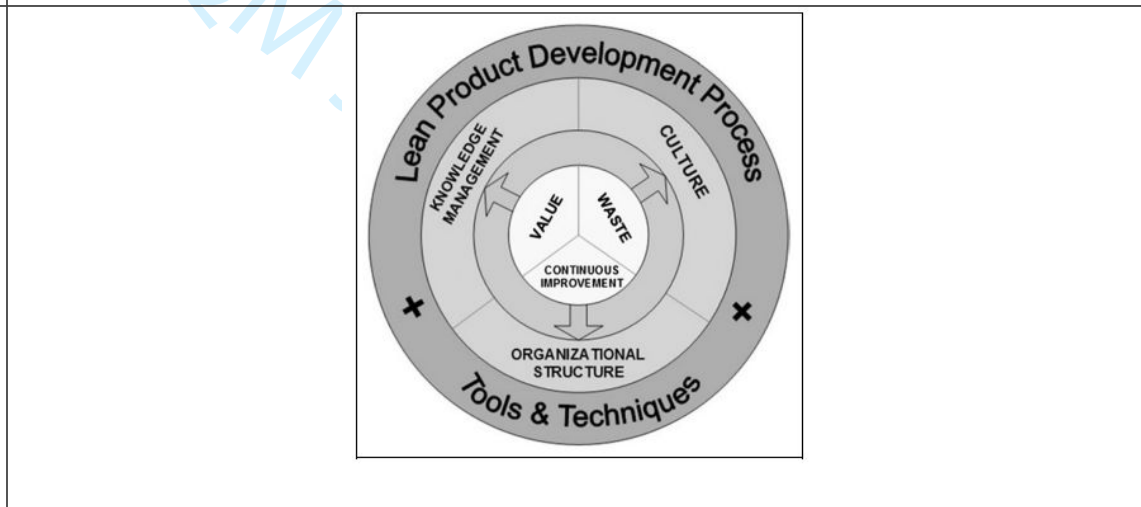 Lean Product Development Process
KNOWLEDGE
MANAGEMENT
CULTURE
VALUE
WASTE
CONTINUOUS
IMPROVEMENT
+
+
ORGANIZATIONAL
STRUCTURE
Tools & Techniques